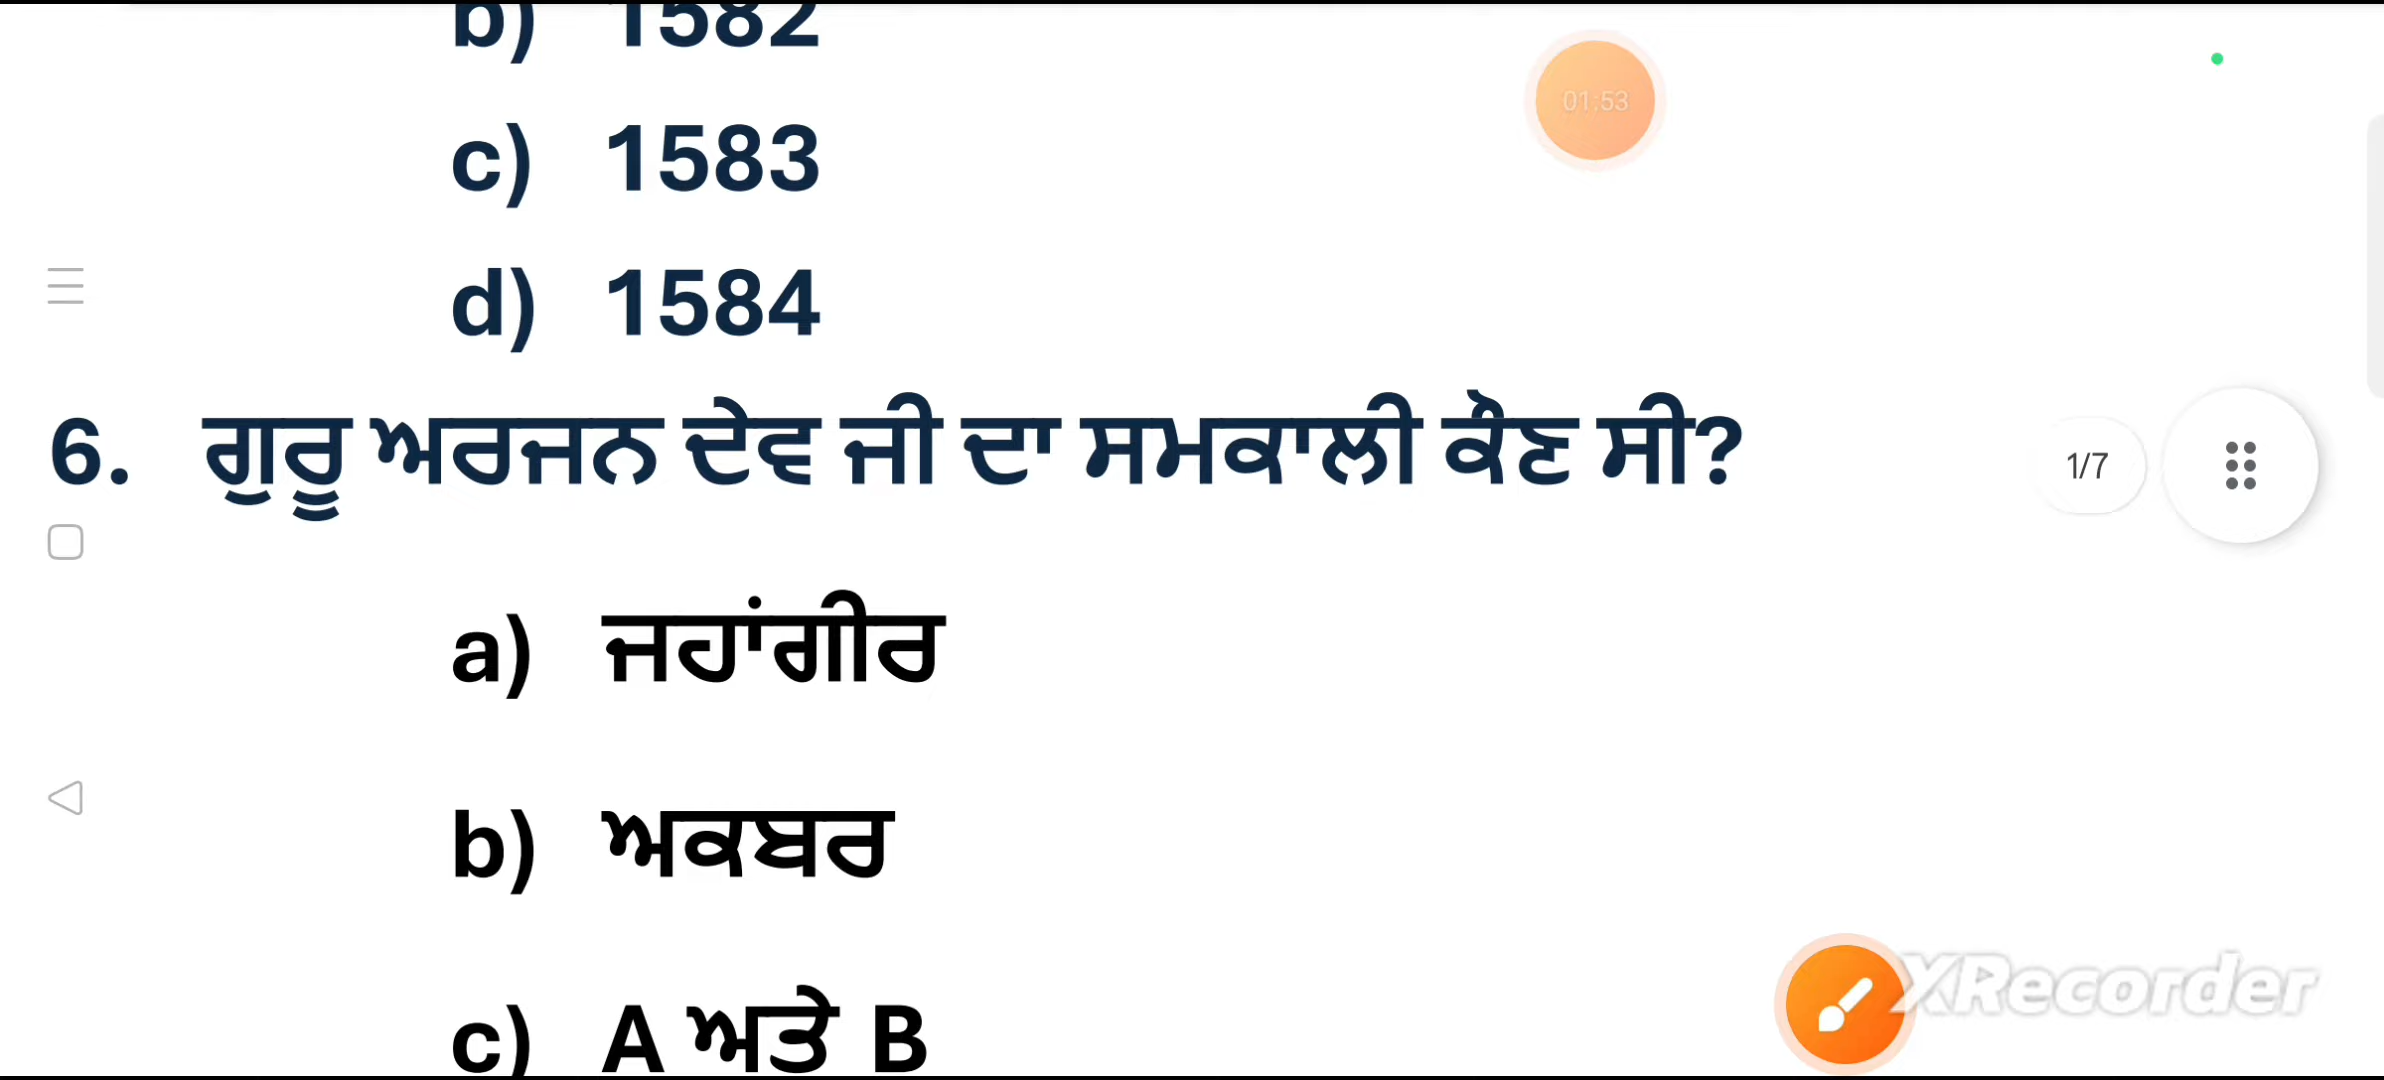 b) 1582
01:53
c) 1583
d) 1584
6. ਗੁਰੂ ਅਰਜਨ ਦੇਵ ਜੀ ਦਾ ਸਮਕਾਲੀ ਕੌਣ ਸੀ?
1/7
a) ਜਹਾਂਗੀਰ
b) ਅਕਬਰ
XRecorder
c) A ਅਤੇ B